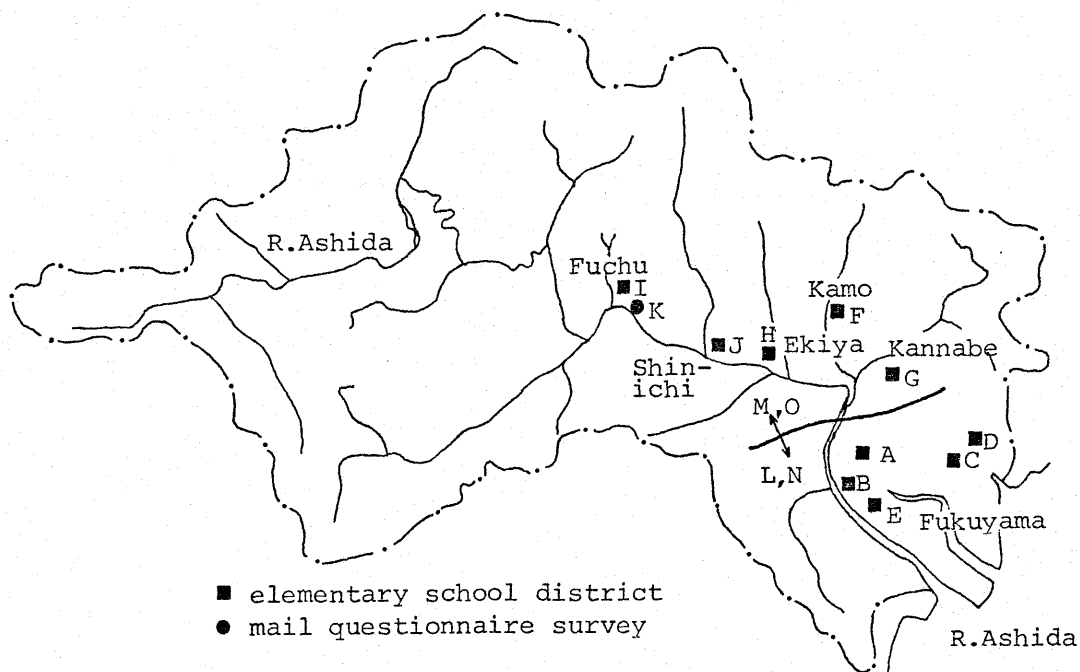 R.Ashida
Fuchu
I
K
Kamo
F
J
H
Ekiya
Kannabe
G
Shin-
ichi
M,O
L,N
A
B
C
D
E
Fukuyama
elementary school district
mail questionnaire survey
R.Ashida